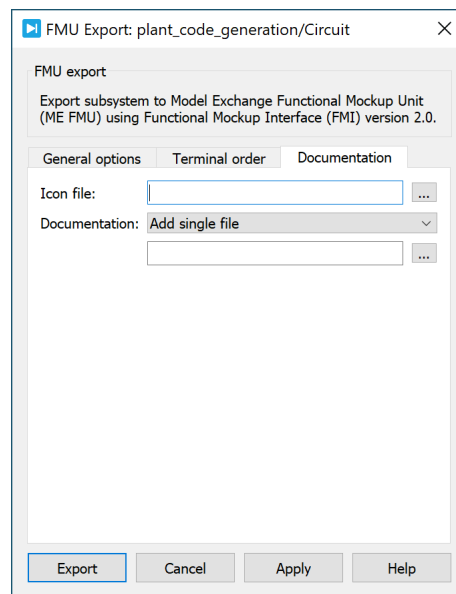 FMU Export: plant_code_generation/Circuit
FMU export
Export subsystem to Model Exchange Functional Mockup Unit
(ME FMU) using Functional Mockup Interface (FMI) version 2.0.
General options Terminal order Documentation
Icon file: ...
Documentation: Add single file
...
Export Cancel Apply Help